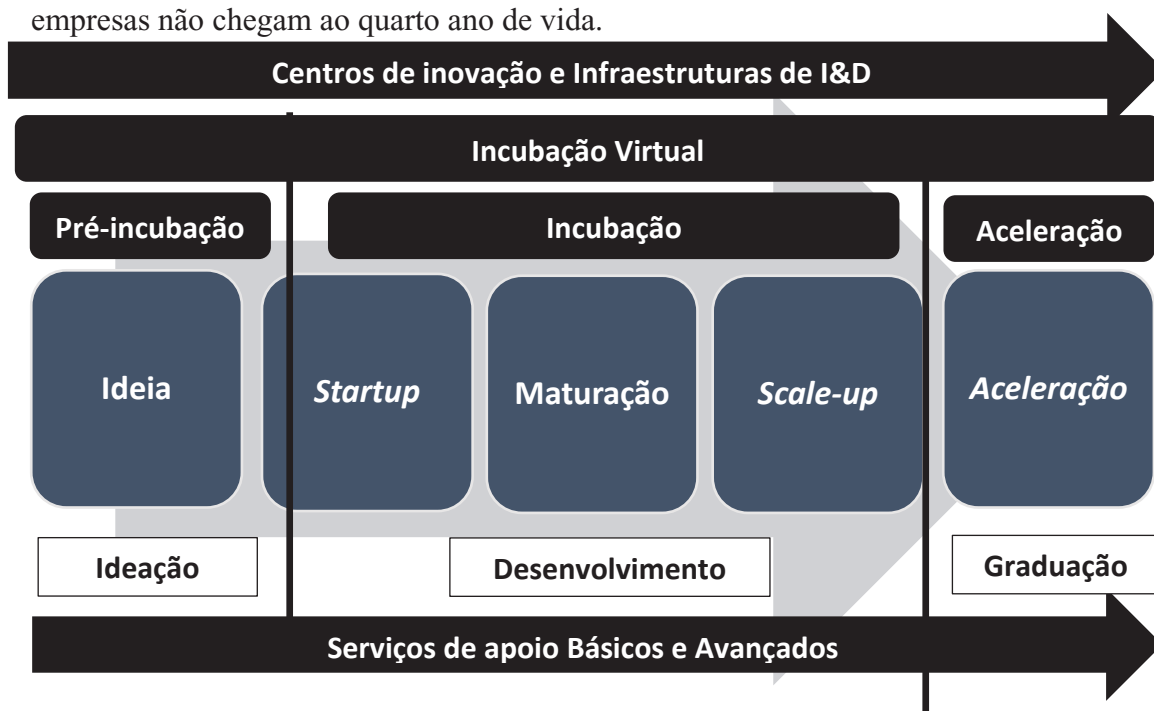 empresas não chegam ao quarto ano de vida.
Centros de inovação e Infraestruturas de I&D
Incubação Virtual
Pré-incubação
Incubação
Aceleração
Ideia
Startup
Maturação
Scale-up
Aceleração
Ideação
Desenvolvimento
Graduação
Serviços de apoio Básicos e Avançados